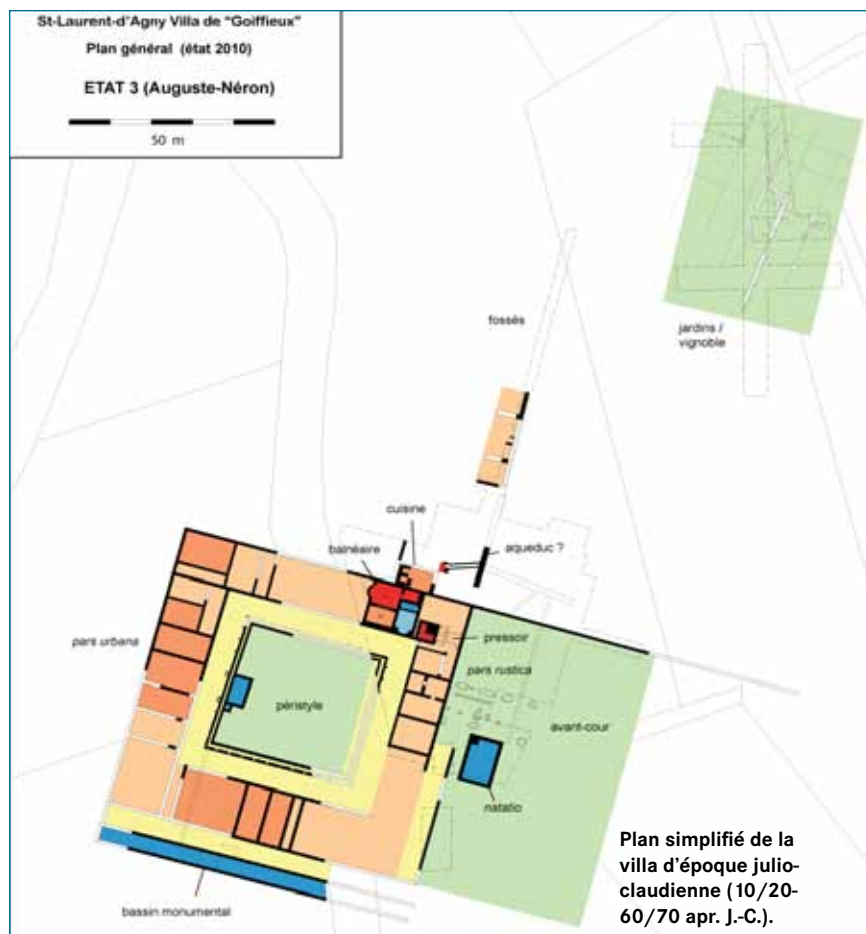 St-Laurent-d'Agny Villa de "Goiffieux"
Plan général (état 2010)
ETAT 3 (Auguste-Néron)
50 m
fossés
jardins /
vignoble
cuisine
balnéaire
aqueduc ?
pars urbana
pressoir
pars rustica
péristyle
avant-cour
natatio
bassin monumental
Plan simplifié de la
villa d'époque julio-
claudienne (10/20-
60/70 apr. J.-C.).